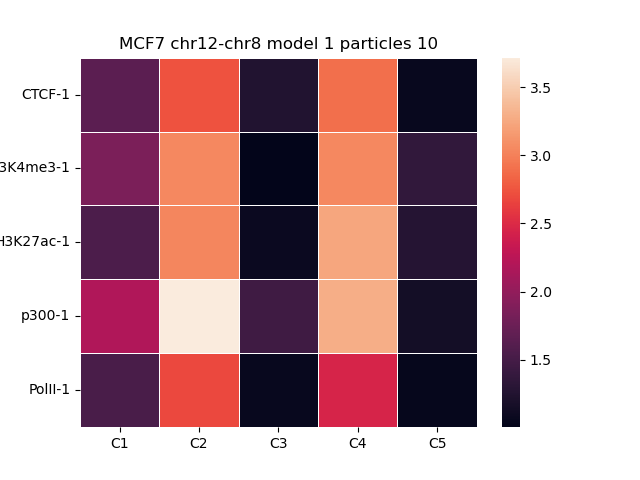 MCF7 chr12-chr8 model 1 particles 10
CTCF-1
3K4me3-1
H3K27ac-1
p300-1
PolII-1
C1 C2 C3 C4 C5
3.5
3.0
2.5
2.0
1.5